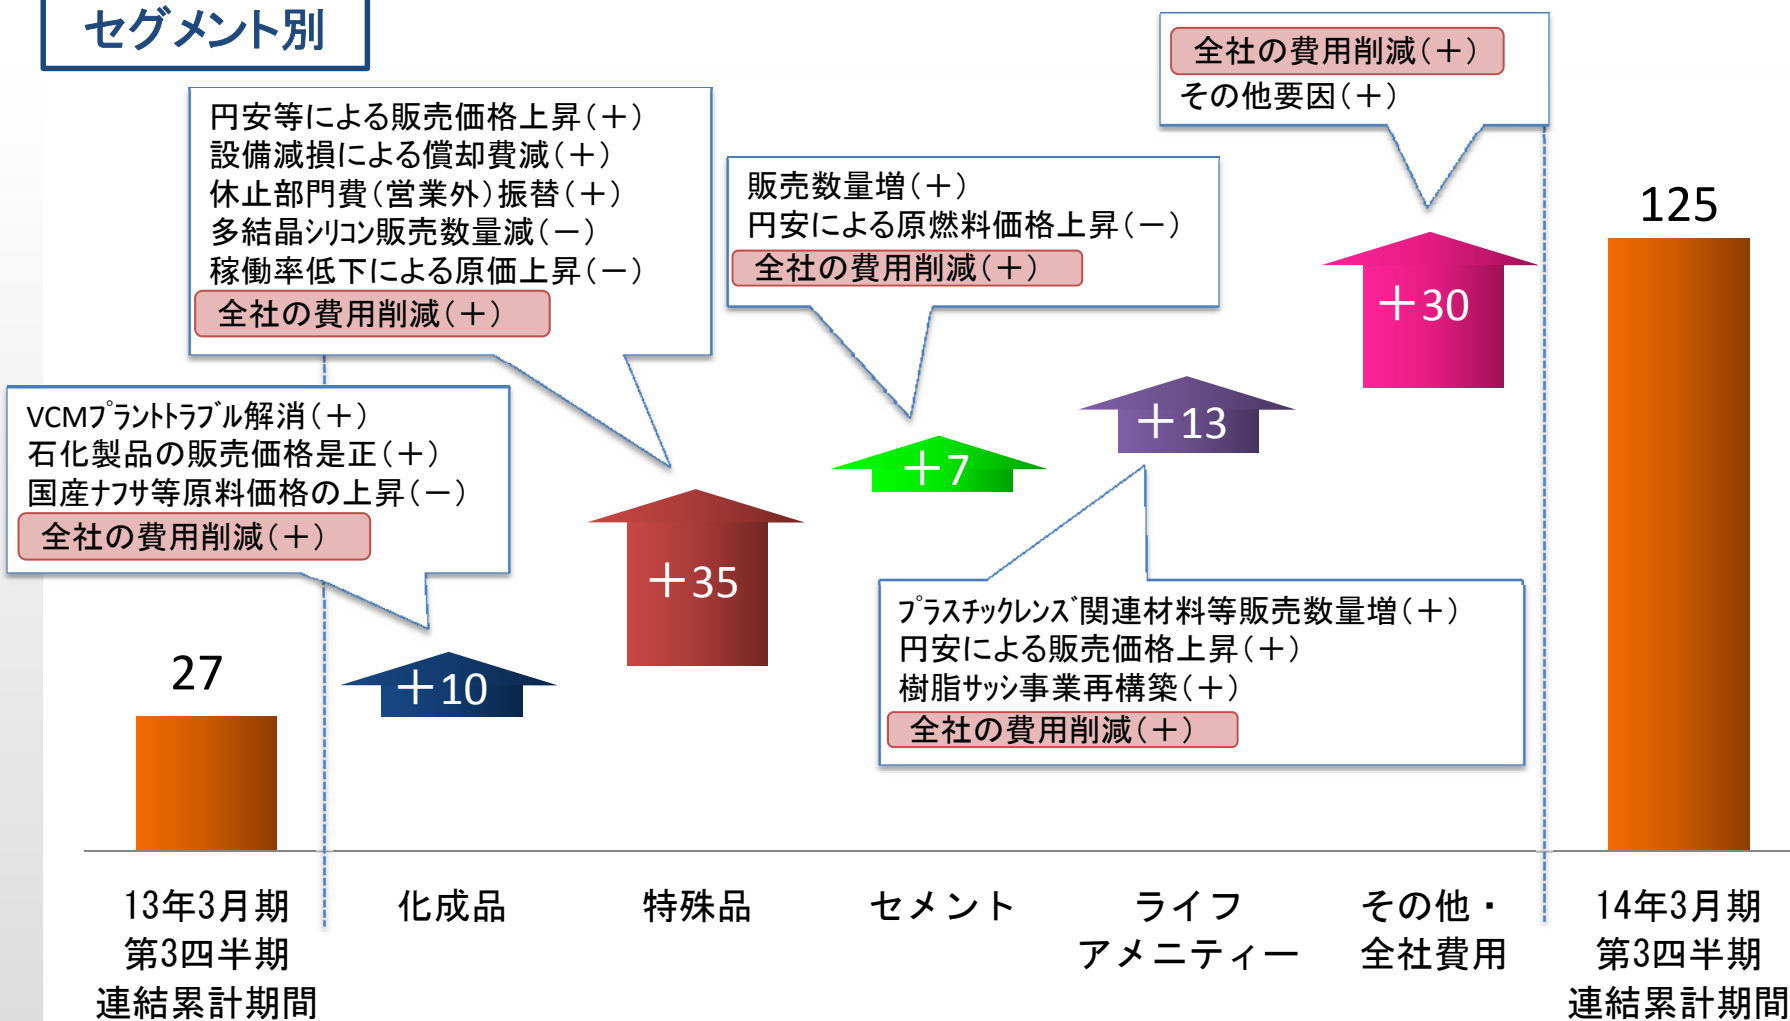 セグメント別
全社の費用削減(＋)
その他要因(＋)
円安等による販売価格上昇(＋)
設備減損による償却費減(＋)
休止部門費(営業外)振替(＋)
多結晶ｼﾘｺﾝ販売数量減(－)
稼働率低下による原価上昇(－)
全社の費用削減(＋)
販売数量増(＋)
円安による原燃料価格上昇(－)
全社の費用削減(＋)
VCMﾌﾟﾗﾝﾄﾄﾗﾌﾞﾙ解消(＋)
石化製品の販売価格是正(＋)
国産ﾅﾌｻ等原料価格の上昇(－)
全社の費用削減(＋)
ﾌﾟﾗｽﾁｯｸﾚﾝｽﾞ関連材料等販売数量増(＋)
円安による販売価格上昇(＋)
樹脂ｻｯｼ事業再構築(＋)
全社の費用削減(＋)
27
＋10
＋35
＋7
＋13
＋30
125
13年3月期
第3四半期
連結累計期間
化成品
特殊品
セメント
ライフ
アメニティー
その他・
全社費用
14年3月期
第3四半期
連結累計期間